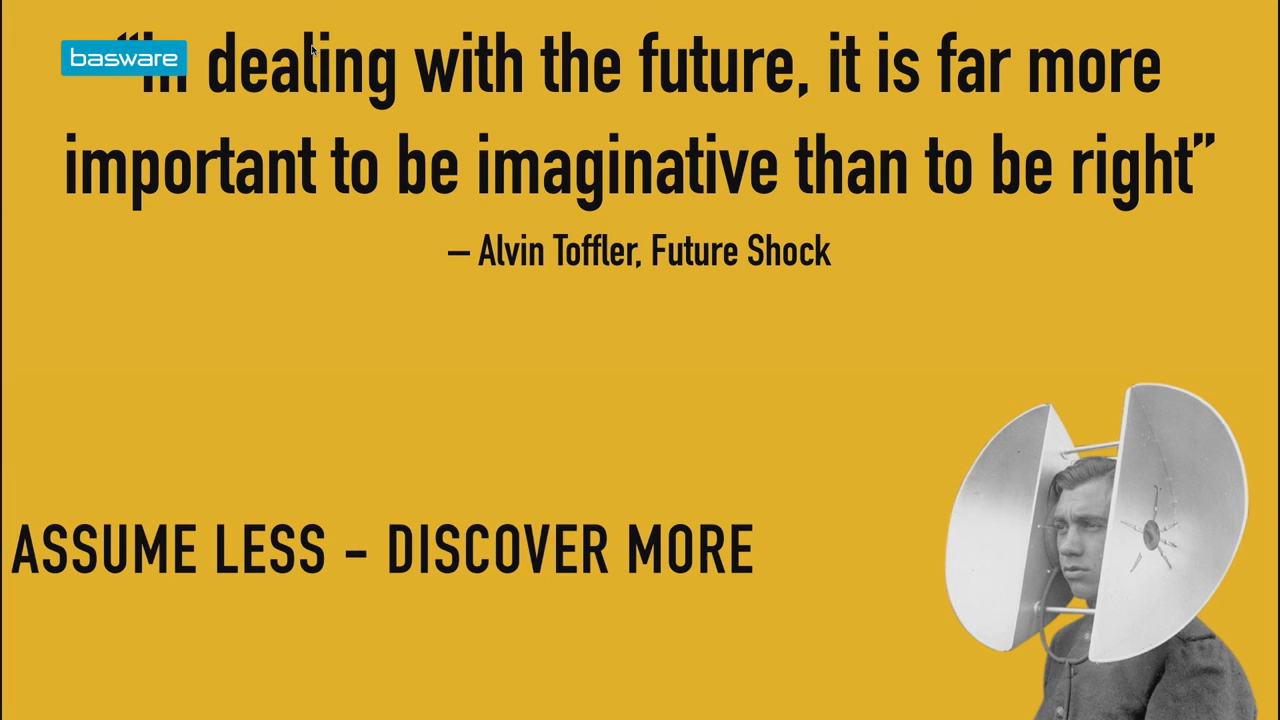 basware
“In dealing with the future, it is far more
important to be imaginative than to be right”
– Alvin Toffler, Future Shock
ASSUME LESS - DISCOVER MORE